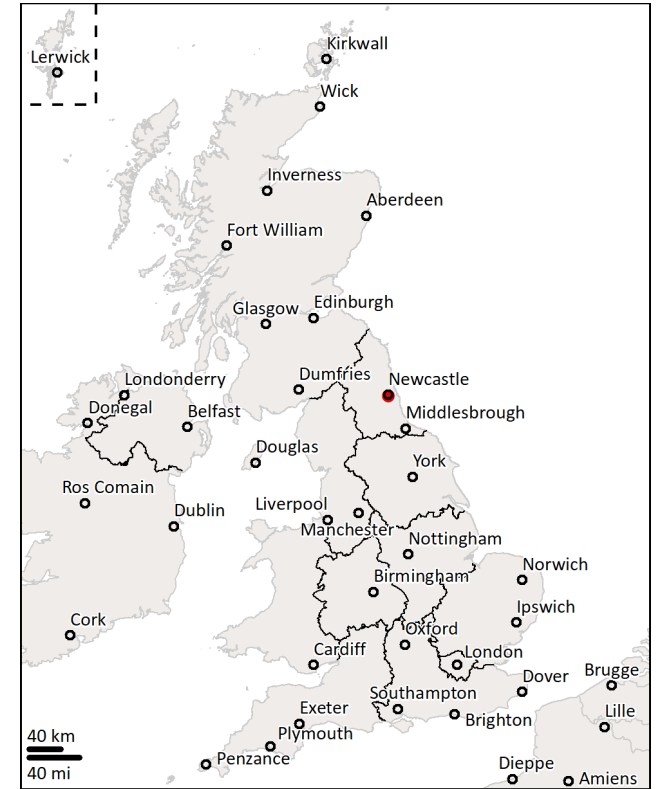 Kirkwall
Lerwick
Wick
Inverness
Aberdeen
Fort William
Edinburgh
Glasgow
Dumfries
Newcastle
Londonderry
Donegal
Belfast
Middlesbrough
Douglas
York
Ros Comain
Liverpool
Dublin
Manchester
Nottingham
Norwich
Birmingham
Ipswich
Cork
Oxford
Cardiff
London
Brugge
Dover
Southampton
Exeter
Lille
Brighton
Plymouth
40 km
Penzance
Dieppe
40 mi
Amiens